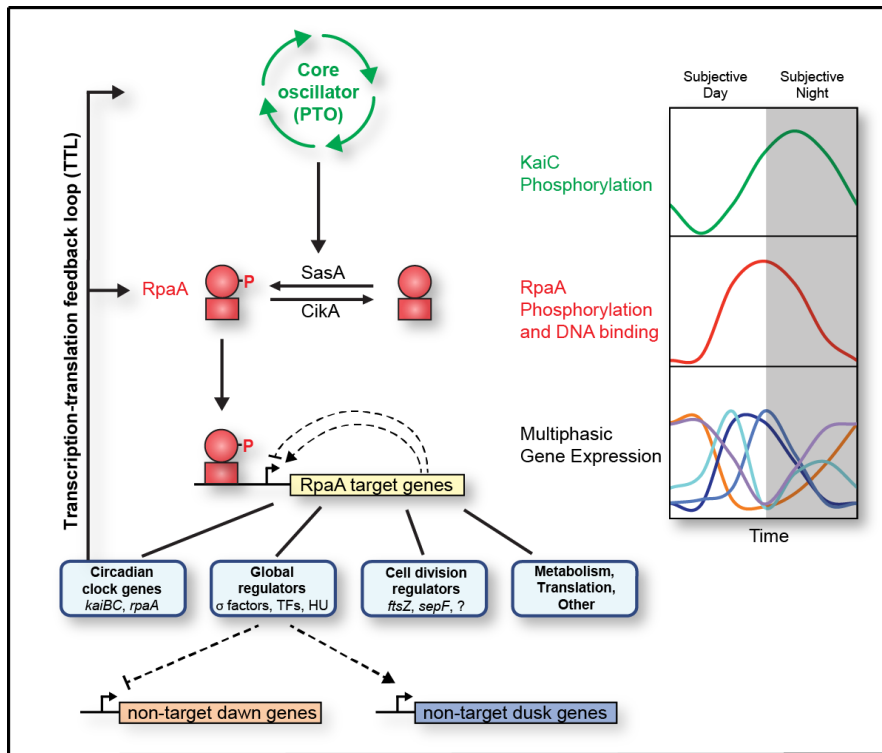 Core
oscillator
(PTO)
Transcription-translation feedback loop (TTL)
RpaA
P
SasA
CikA
P
RpaA target genes
Circadian
clock genes
kaiBC, rpaA
Global
regulators
σ factors, TFs, HU
Cell division
regulators
ftsZ, sepF, ?
Metabolism,
Translation,
Other
non-target dawn genes
non-target dusk genes
Subjective
Day
Subjective
Night
KaiC
Phosphorylation
RpaA
Phosphorylation
and DNA binding
Multiphasic
Gene Expression
Time